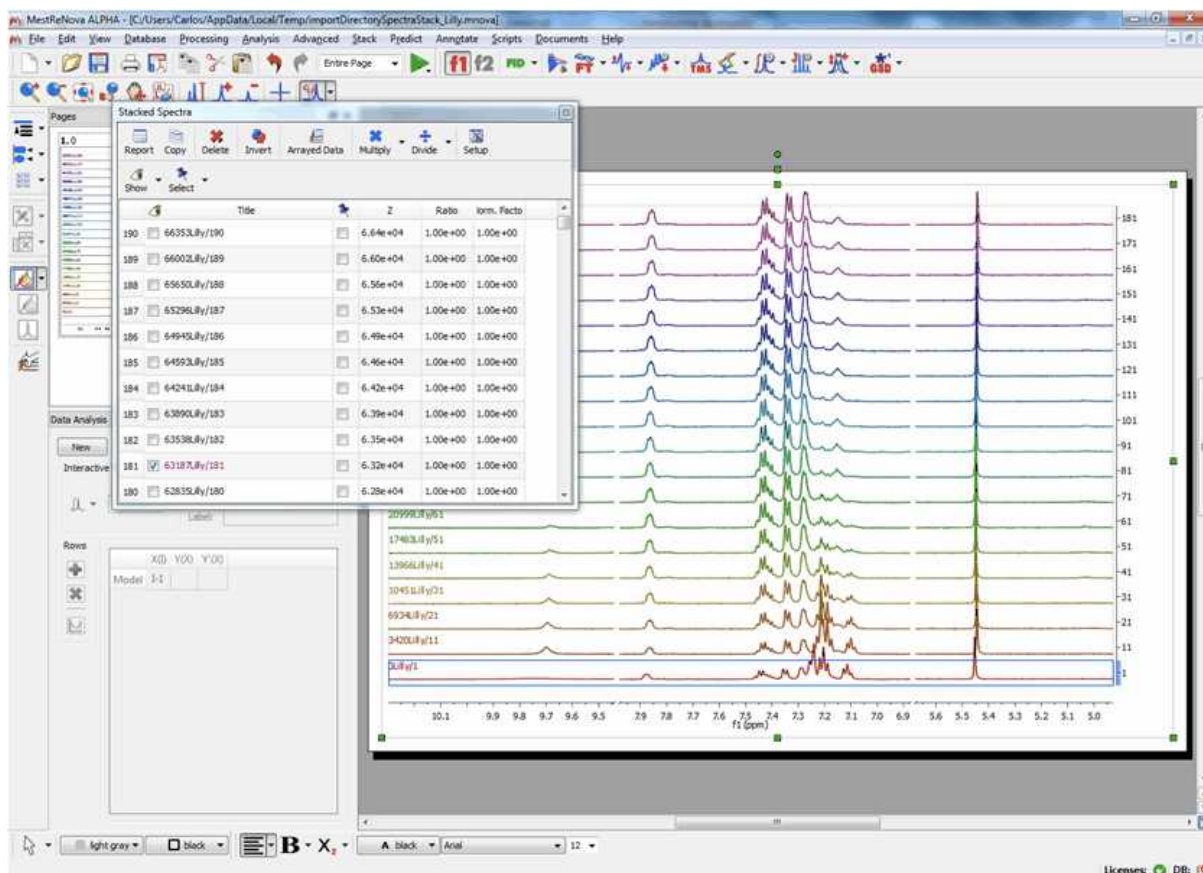 MestReNova ALPHA - [C:/Users/Carlos/AppData/Local/Temp/importDirectorySpectraStack_Lilly.mnova]
File Edit View Database Processing Analysis Advanced Stack Predict Annotate Scripts Documents Help
Entire Page f1 f2 FID FT TMS GSD
Pages
1.0
Stacked Spectra
Report Copy Delete Invert Arrayed Data Multiply Divide Setup
Show Select
Title Z Ratio lorm. Facto
190 66353Lilly/190 6.64e+04 1.00e+00 1.00e+00
189 66002Lilly/189 6.60e+04 1.00e+00 1.00e+00
188 65650Lilly/188 6.56e+04 1.00e+00 1.00e+00
187 65296Lilly/187 6.53e+04 1.00e+00 1.00e+00
186 64945Lilly/186 6.49e+04 1.00e+00 1.00e+00
185 64593Lilly/185 6.46e+04 1.00e+00 1.00e+00
184 64241Lilly/184 6.42e+04 1.00e+00 1.00e+00
183 63890Lilly/183 6.39e+04 1.00e+00 1.00e+00
182 63538Lilly/182 6.35e+04 1.00e+00 1.00e+00
181 63187Lilly/181 6.32e+04 1.00e+00 1.00e+00
180 62835Lilly/180 6.28e+04 1.00e+00 1.00e+00
Data Analysis
New
Interactive
Label:
Rows
X(I) Y(X) Y'(X)
Model 1-1
181
171
161
151
141
131
121
111
101
91
81
71
20999Lilly/61 61
17483Lilly/51 51
13966Lilly/41 41
10451Lilly/31 31
6934Lilly/21 21
3420Lilly/11 11
Lilly/1 1
10.1 9.9 9.8 9.7 9.6 9.5 7.9 7.8 7.7 7.6 7.5 7.4 7.3 7.2 7.1 7.0 6.9 5.6 5.5 5.4 5.3 5.2 5.1 5.0
f1 (ppm)
light gray black B X2 A black Arial 12
Licenses: DB: